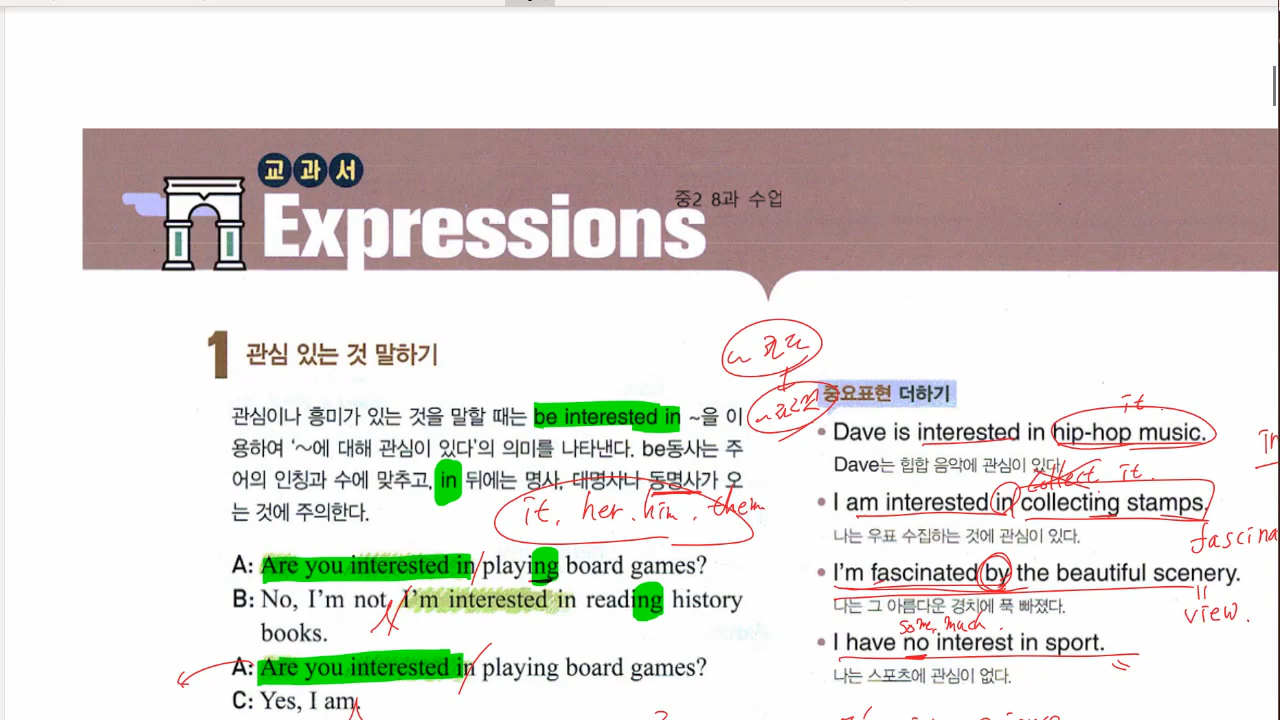 교과서
Expressions
중2 8과 수업
1 관심 있는 것 말하기
관심이나 흥미가 있는 것을 말할 때는 be interested in ~을 이
용하여 '~에 대해 관심이 있다'의 의미를 나타낸다. be동사는 주
어의 인칭과 수에 맞추고, in 뒤에는 명사, 대명사나 동명사가 오
는 것에 주의한다.
it, her, him, them
A: Are you interested in playing board games?
B: No, I'm not. I'm interested in reading history
books.
A: Are you interested in playing board games?
C: Yes, I am.
중요표현 더하기
it
• Dave is interested in hip-hop music.
Dave는 힙합 음악에 관심이 있다.
collect it.
• I am interested in collecting stamps.
나는 우표 수집하는 것에 관심이 있다.
fascina
• I'm fascinated by the beautiful scenery.
나는 그 아름다운 경치에 푹 빠졌다.
view.
some, much.
• I have no interest in sport.
나는 스포츠에 관심이 없다.